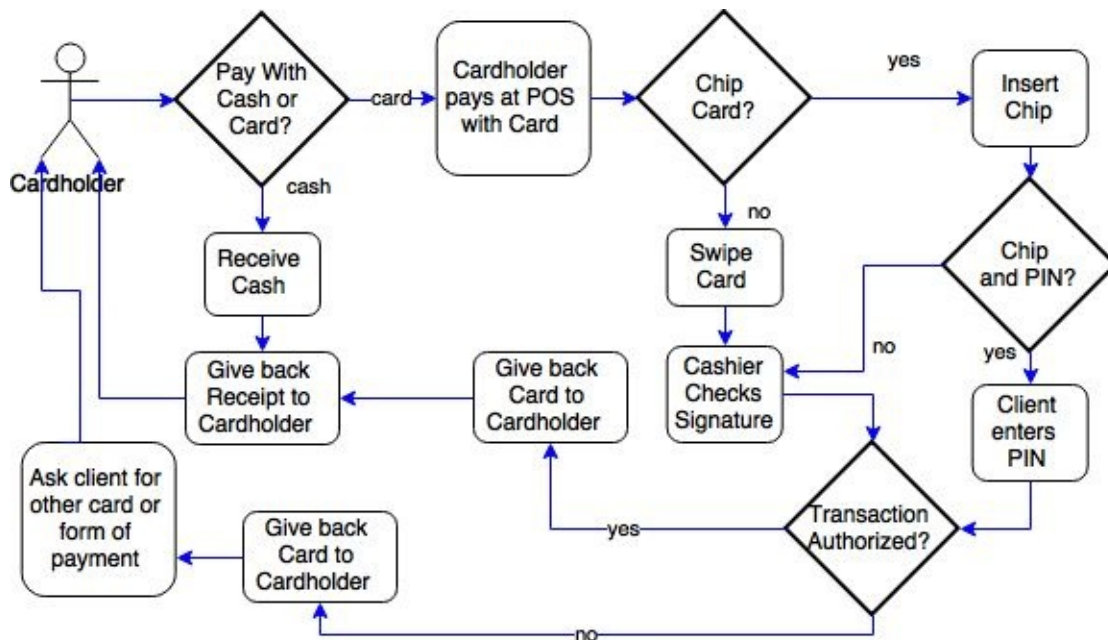 Cardholder
Pay With
Cash or
Card?
card
Cardholder
pays at POS
with Card
Chip
Card?
yes
Insert
Chip
cash
no
Receive
Cash
Swipe
Card
Chip
and PIN?
no
yes
Give back
Receipt to
Cardholder
Give back
Card to
Cardholder
Cashier
Checks
Signature
Client
enters
PIN
Ask client for
other card or
form of
payment
Give back
Card to
Cardholder
yes
Transaction
Authorized?
no